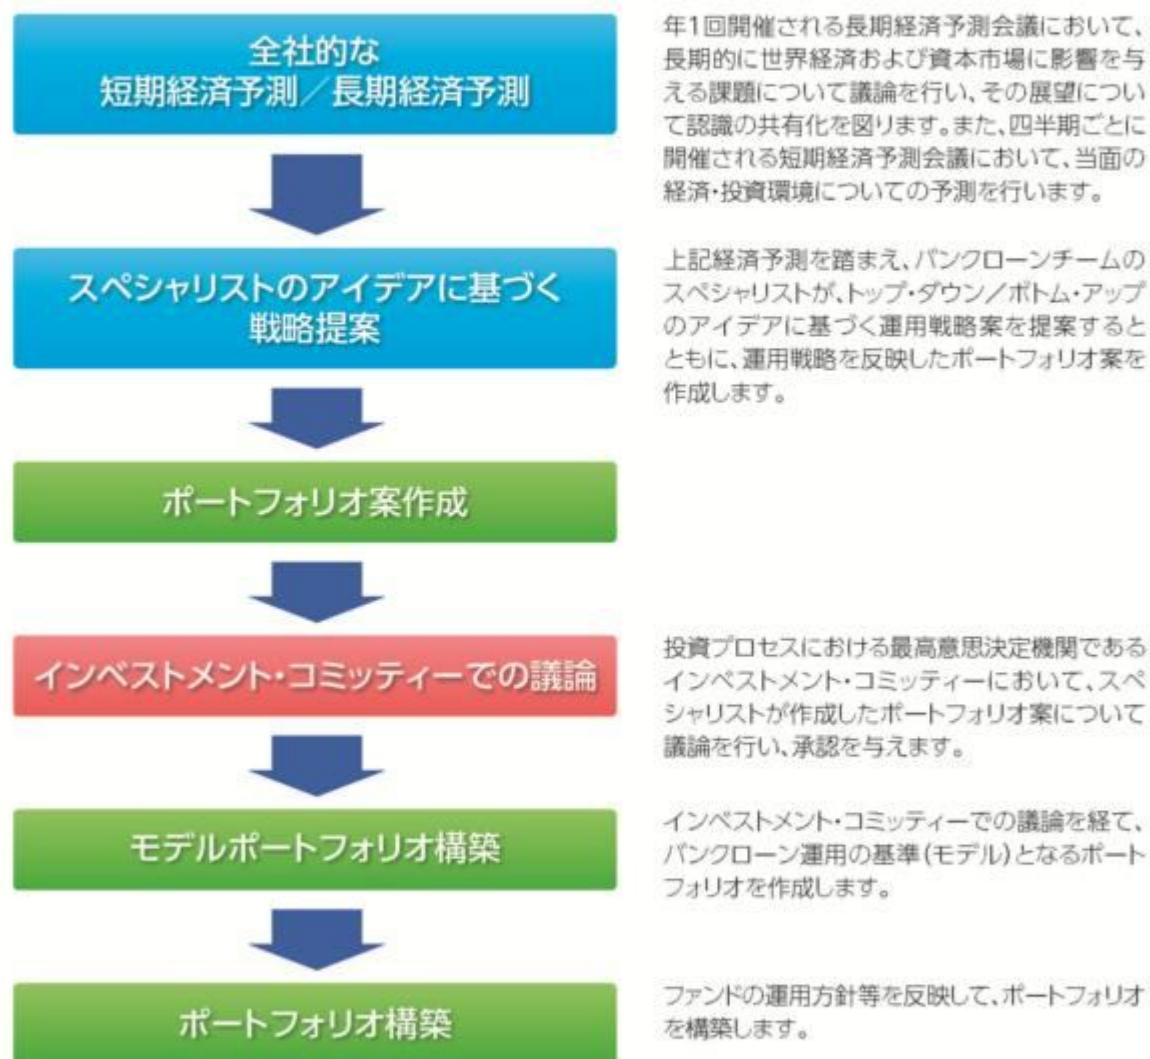 全社的な
短期経済予測／長期経済予測
年1回開催される長期経済予測会議において、
長期的に世界経済および資本市場に影響を与
える課題について議論を行い、その展望につい
て認識の共有化を図ります。また、四半期ごとに
開催される短期経済予測会議において、当面の
経済・投資環境についての予測を行います。
スペシャリストのアイデアに基づく
戦略提案
上記経済予測を踏まえ、バンクローンチームの
スペシャリストが、トップ・ダウン／ボトム・アップ
のアイデアに基づく運用戦略案を提案すると
ともに、運用戦略を反映したポートフォリオ案を
作成します。
ポートフォリオ案作成
インベストメント・コミッティーでの議論
投資プロセスにおける最高意思決定機関である
インベストメント・コミッティーにおいて、スペ
シャリストが作成したポートフォリオ案について
議論を行い、承認を与えます。
モデルポートフォリオ構築
インベストメント・コミッティーでの議論を経て、
バンクローン運用の基準（モデル）となるポート
フォリオを作成します。
ポートフォリオ構築
ファンドの運用方針等を反映して、ポートフォリオ
を構築します。